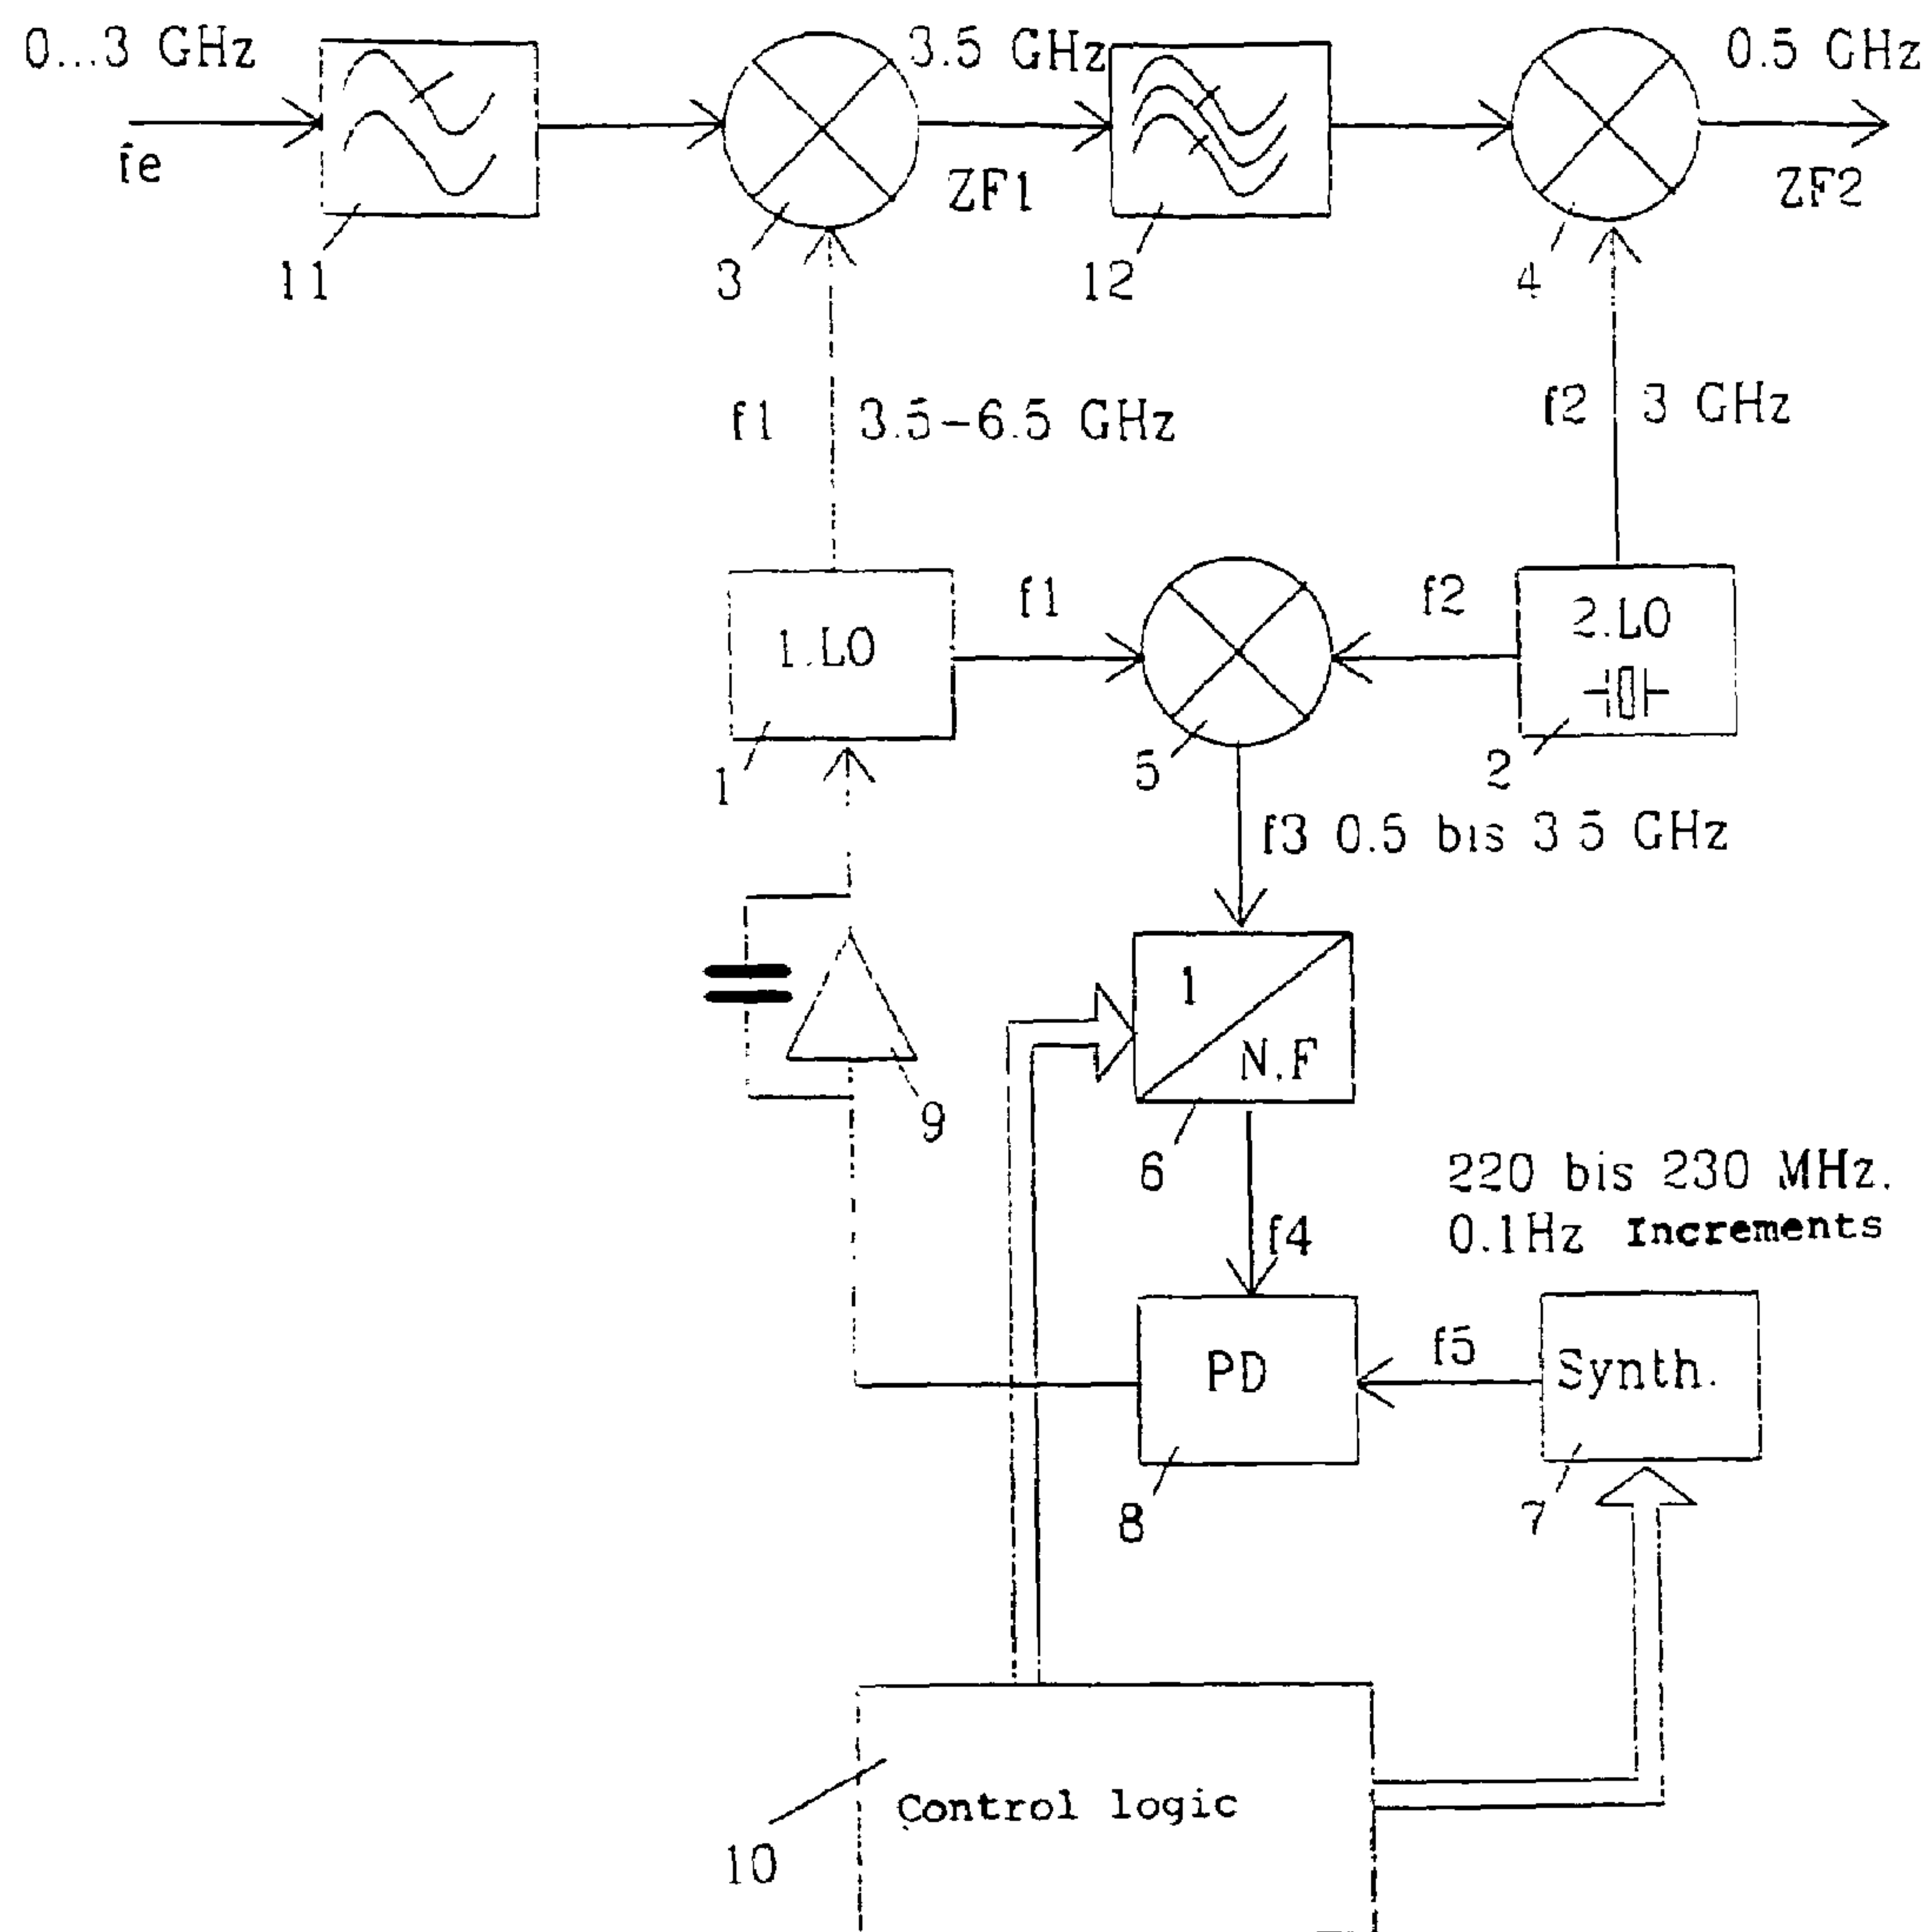 0...3 GHz
3.5 GHz
0.5 GHz
fe
ZF1
ZF2
11
3
12
4
f1
3.5-6.5 GHz
f2
3 GHz
1.LO
f1
f2
2.LO
1
5
2
f3 0.5 bis 3 5 GHz
1
N.F
9
6
220 bis 230 MHz.
0.1Hz Increments
f4
PD
f5
Synth.
8
7
Control logic
10